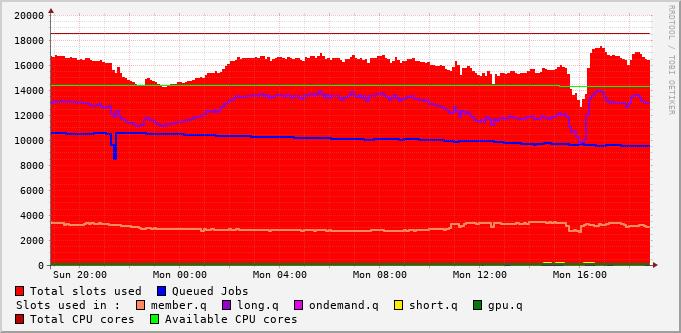 20000
18000
16000
14000
12000
10000
8000
6000
4000
2000
0
Sun 20:00 Mon 00:00 Mon 04:00 Mon 08:00 Mon 12:00 Mon 16:00
Total slots used Queued Jobs
Slots used in : member.q long.q ondemand.q short.q gpu.q
Total CPU cores Available CPU cores
RRDTOOL / TOBI OETIKER